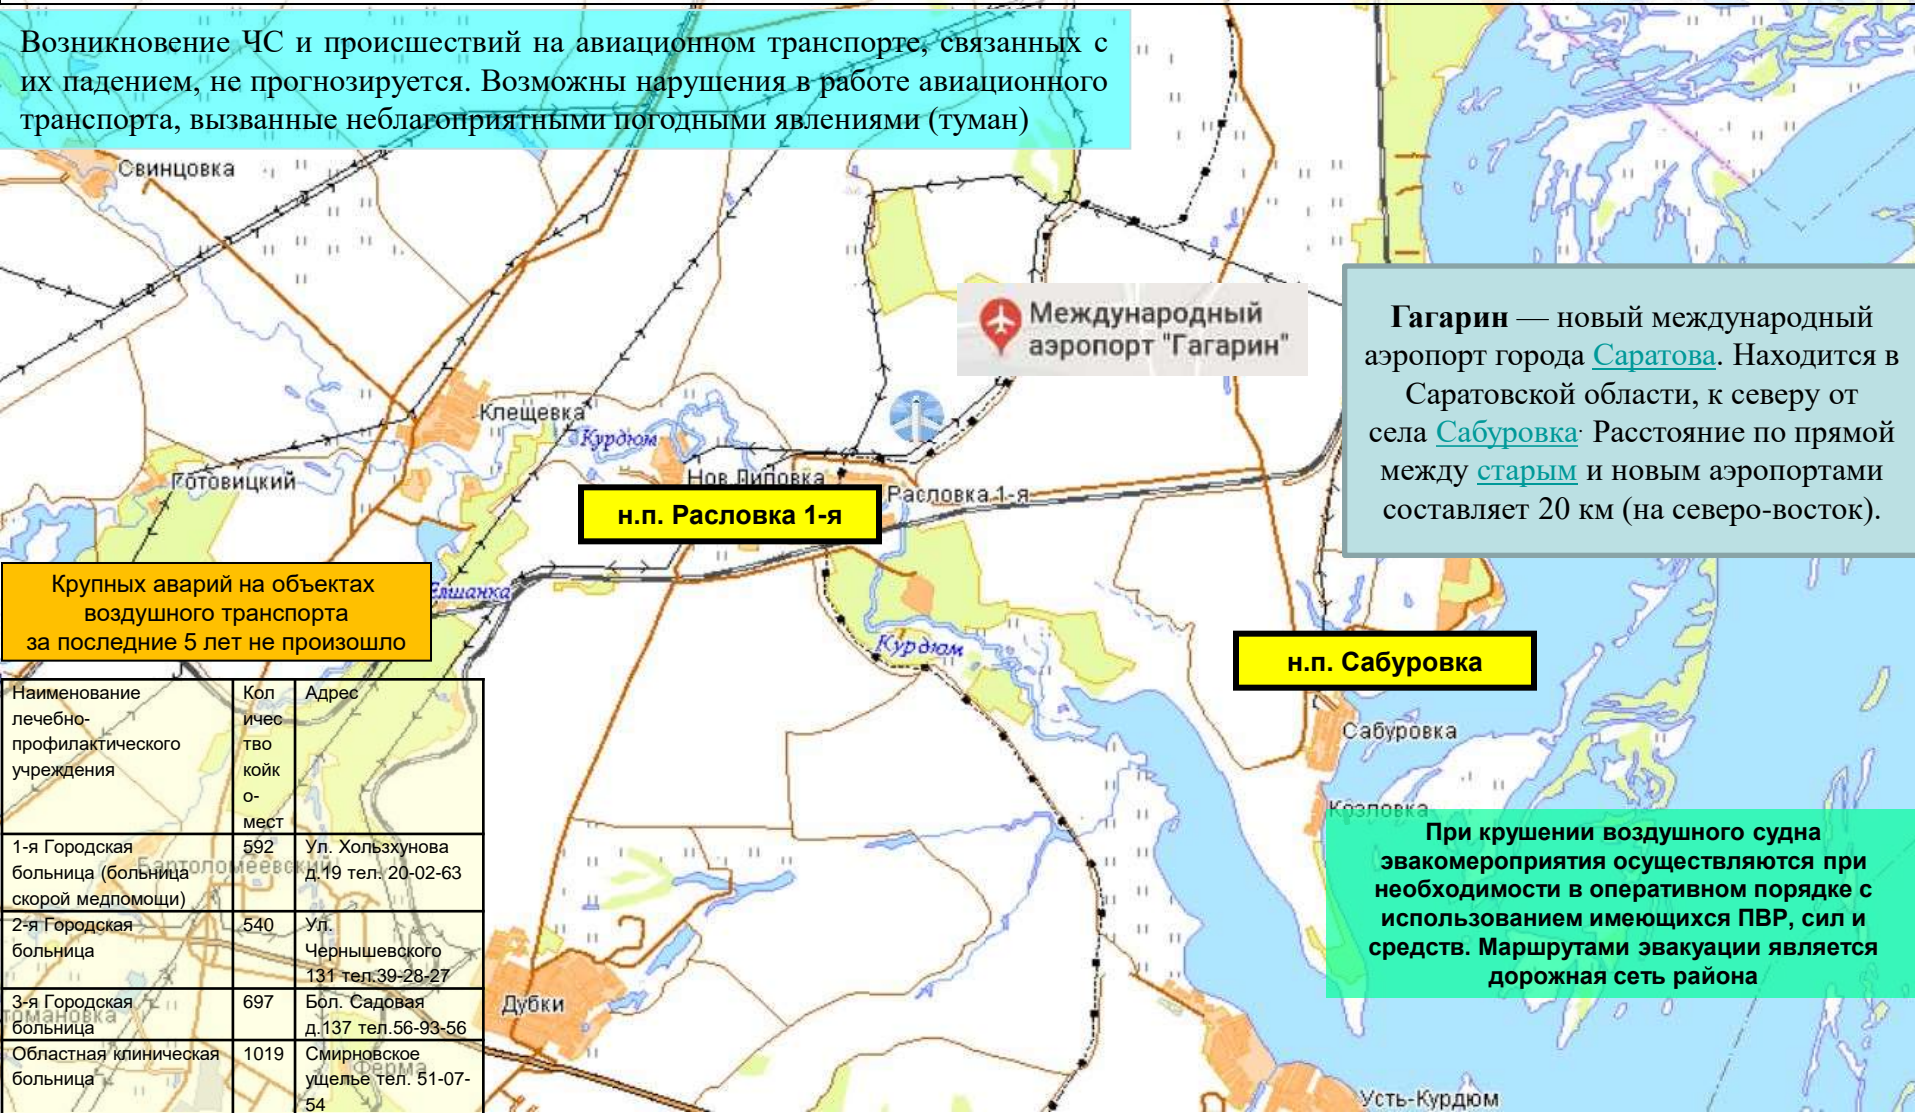 Возникновение ЧС и происшествий на авиационном транспорте, связанных с
их падением, не прогнозируется. Возможны нарушения в работе авиационного
транспорта, вызванные неблагоприятными погодными явлениями (туман)
Свинцовка
Международный
аэропорт "Гагарин"
Гагарин — новый международный
аэропорт города Саратова. Находится в
Саратовской области, к северу от
села Сабуровка. Расстояние по прямой
между старым и новым аэропортами
составляет 20 км (на северо-восток).
Клещевка
Курдюм
Готовицкий
Нов.Липовка
Расловка 1-я
н.п. Расловка 1-я
Крупных аварий на объектах
воздушного транспорта
за последние 5 лет не произошло
Елшанка
Курдюм
н.п. Сабуровка
Сабуровка
Козловка
При крушении воздушного судна
эвакомероприятия осуществляются при
необходимости в оперативном порядке с
использованием имеющихся ПВР, сил и
средств. Маршрутами эвакуации является
дорожная сеть района
Наименование
лечебно-
профилактического
учреждения
Кол
ичес
тво
койк
о-
мест
Адрес
1-я Городская
больница (больница
скорой медпомощи)
592
Ул. Хользхунова
д.19 тел. 20-02-63
Бартоломеевский
2-я Городская
больница
540
Ул.
Чернышевского
131 тел.39-28-27
3-я Городская
больница
697
Бол. Садовая
д.137 тел.56-93-56
Областная клиническая
больница
1019
Смирновское
ущелье тел. 51-07-
54
Ферма
Дубки
Усть-Курдюм